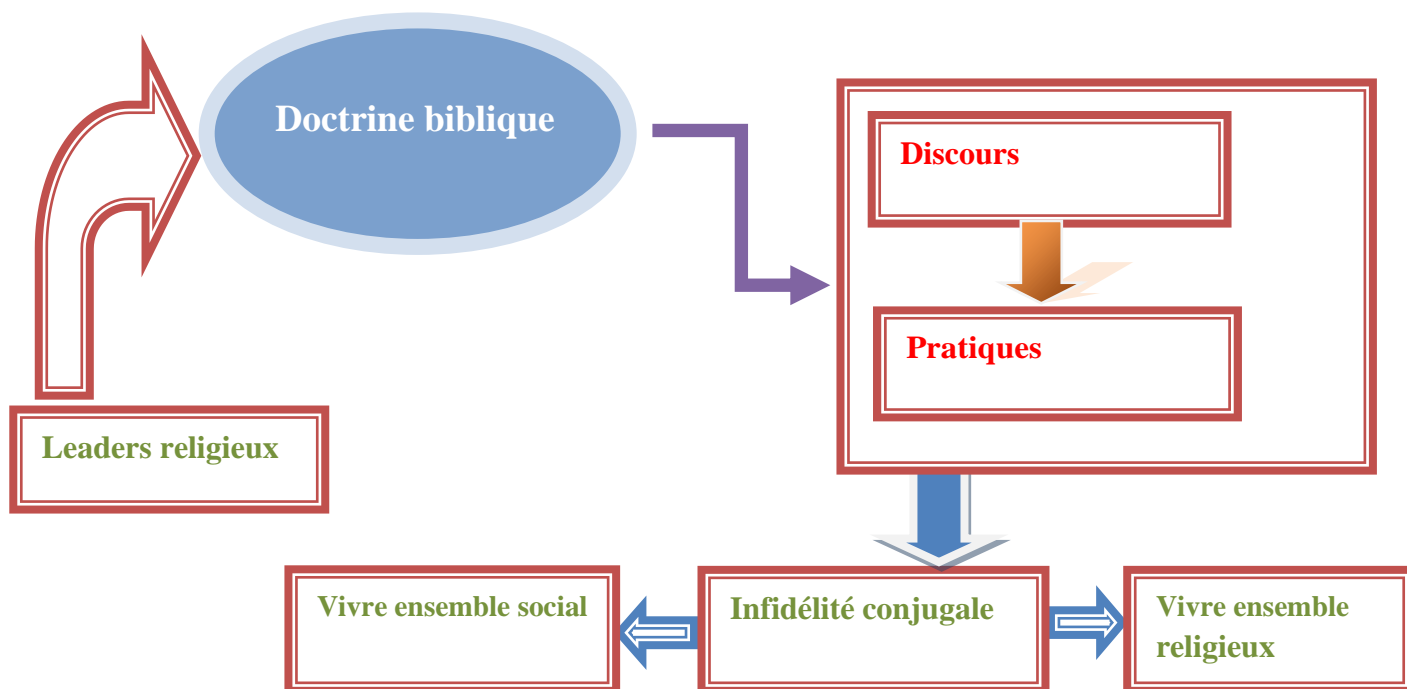 Doctrine biblique
Discours
Pratiques
Leaders religieux
Vivre ensemble social
Infidélité conjugale
Vivre ensemble
religieux